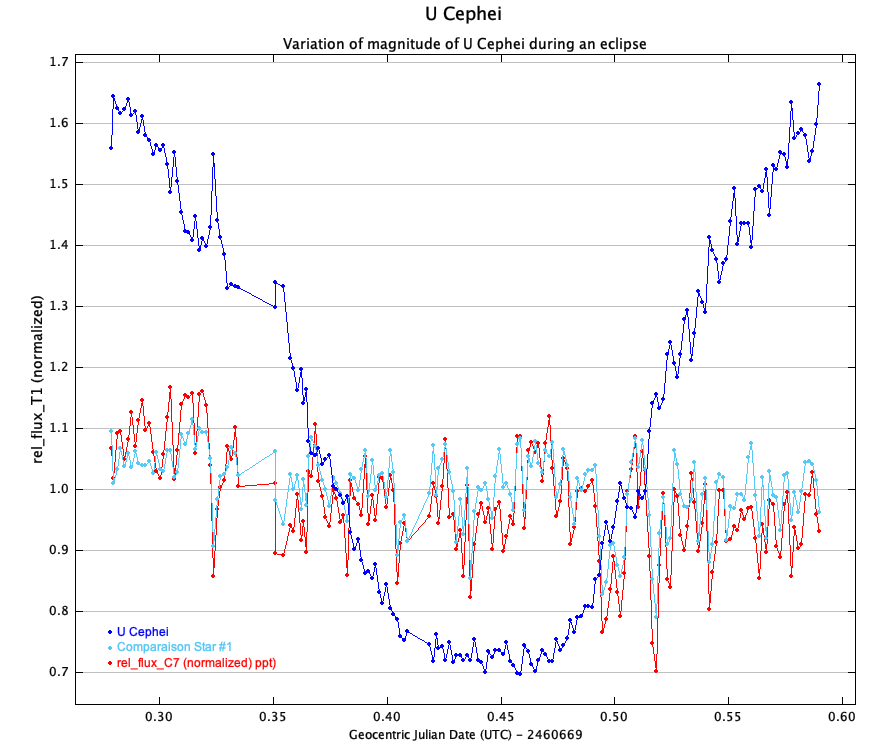 U Cephei
Variation of magnitude of U Cephei during an eclipse
1.7
1.6
1.5
1.4
1.3
1.2
1.1
1.0
0.9
0.8
0.7
rel_flux_T1 (normalized)
U Cephei
Comparaison Star #1
rel_flux_C7 (normalized) ppt)
0.30 0.35 0.40 0.45 0.50 0.55 0.60
Geocentric Julian Date (UTC) - 2460669